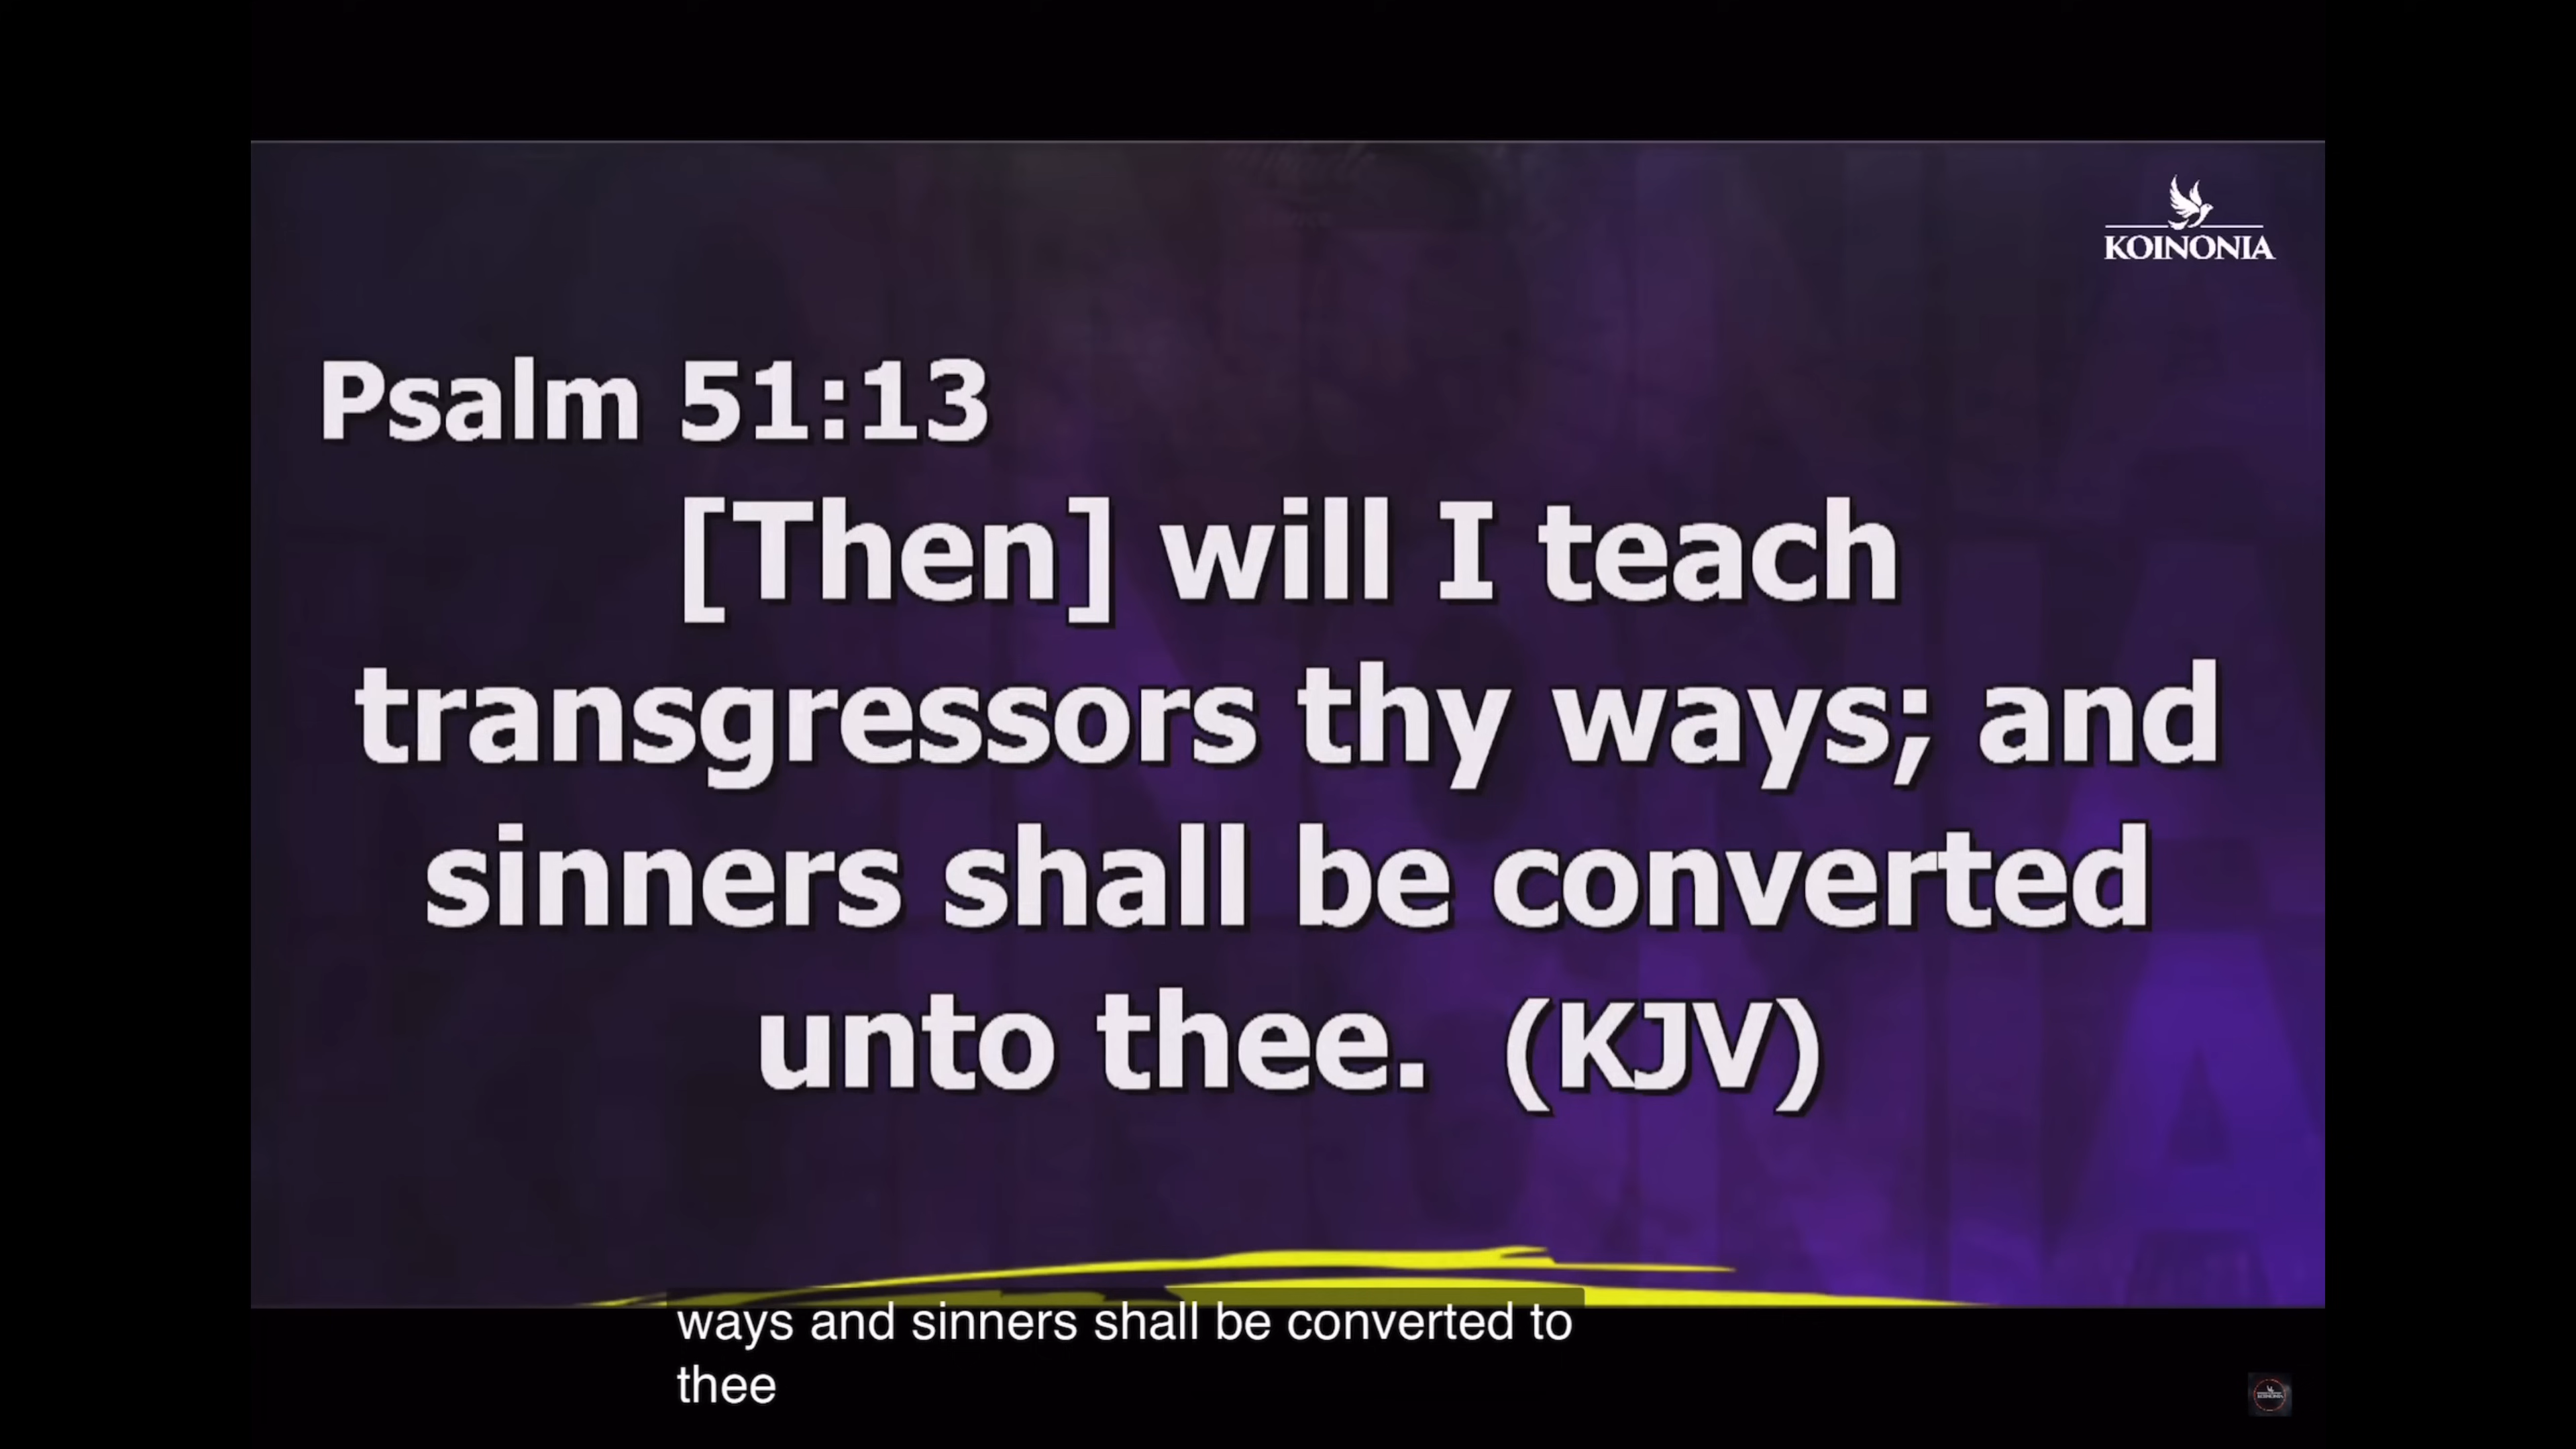 KOINONIA
Psalm 51:13
[Then] will I teach
transgressors thy ways; and
sinners shall be converted
unto thee. (KJV)
ways and sinners shall be converted to
thee